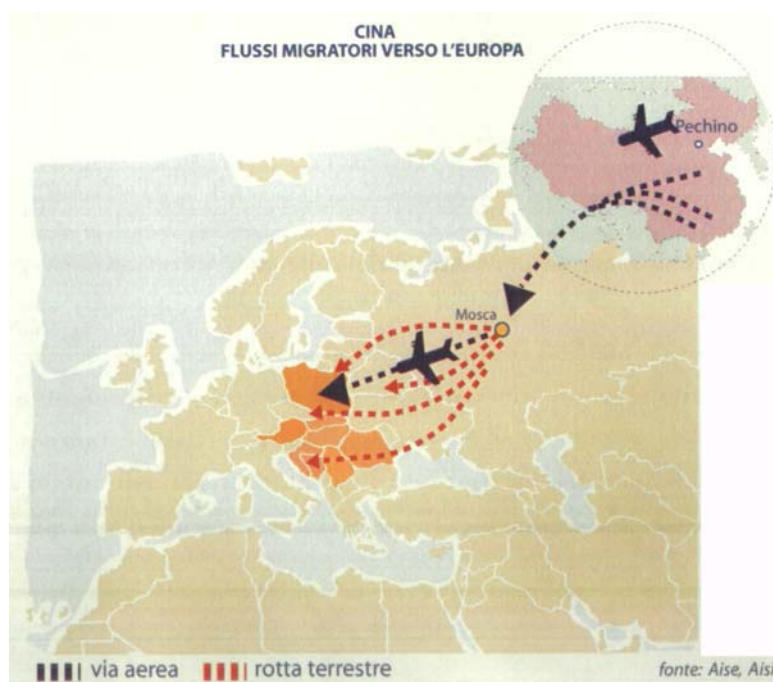 CINA
FLUSSI MIGRATORI VERSO L'EUROPA
Pechino
Mosca
via aerea
rotta terrestre
fonte: Aise, Aisi